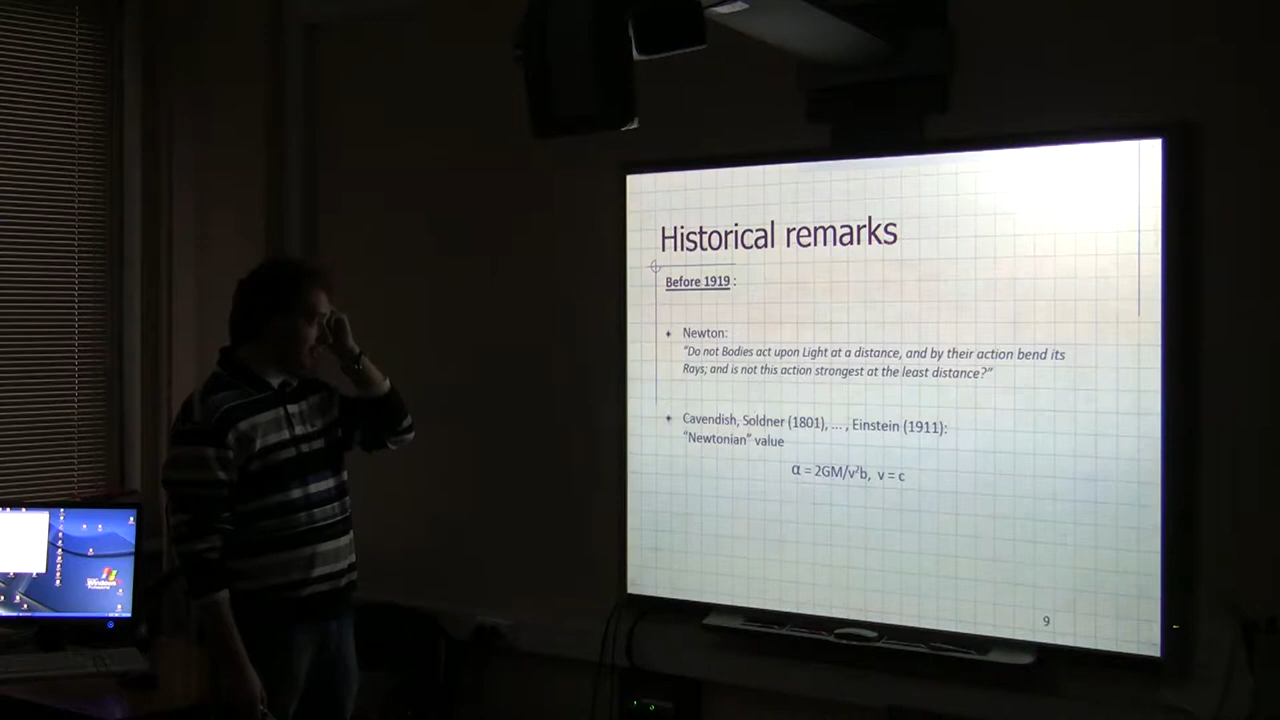 Historical remarks
Before 1919 :
Newton:
“Do not Bodies act upon Light at a distance, and by their action bend its
Rays; and is not this action strongest at the least distance?”
Cavendish, Soldner (1801), ... , Einstein (1911):
“Newtonian” value
α = 2GM/v²b, v = c
9
Windows